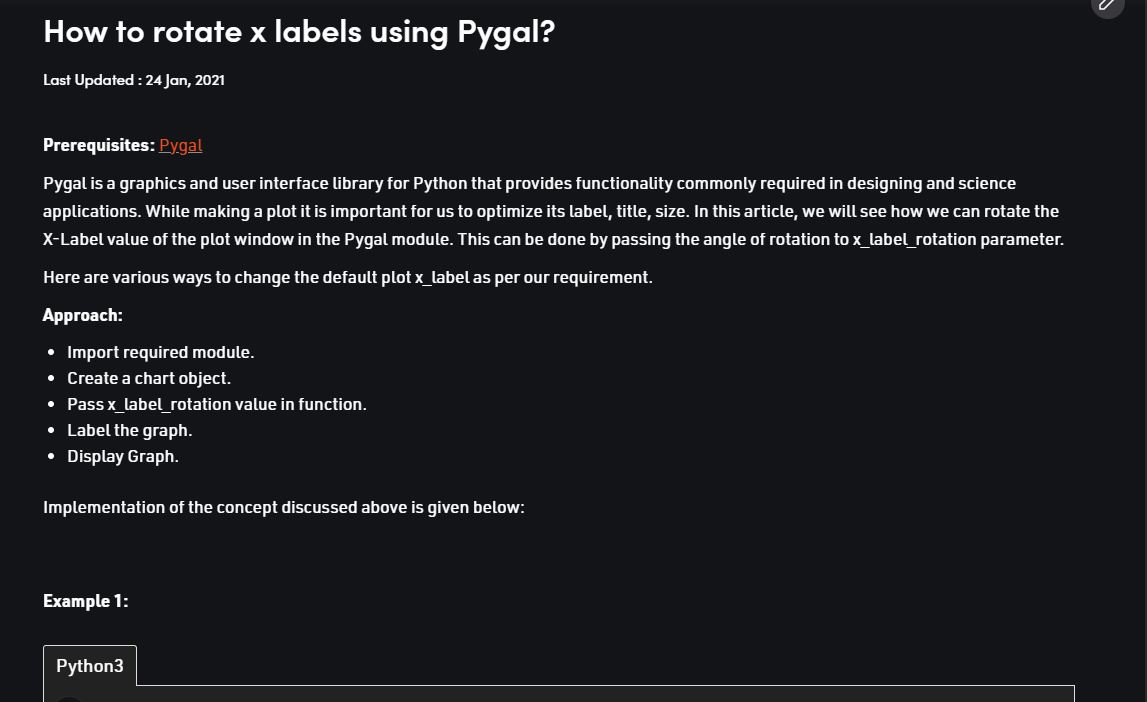 How to rotate x labels using Pygal?
Last Updated : 24 Jan, 2021
Prerequisites: Pygal
Pygal is a graphics and user interface library for Python that provides functionality commonly required in designing and science
applications. While making a plot it is important for us to optimize its label, title, size. In this article, we will see how we can rotate the
X-Label value of the plot window in the Pygal module. This can be done by passing the angle of rotation to x_label_rotation parameter.
Here are various ways to change the default plot x_label as per our requirement.
Approach:
• Import required module.
• Create a chart object.
• Pass x_label_rotation value in function.
• Label the graph.
• Display Graph.
Implementation of the concept discussed above is given below:
Example 1:
Python3